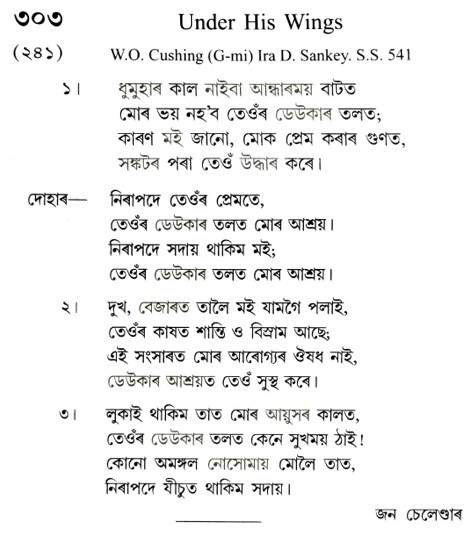 ৩০৩ Under His Wings
(২৪১) W.O. Cushing (G-mi) Ira D. Sankey. S.S. 541
১। ধুমুহাৰ কাল নাইবা আন্ধাৰময় বাটত
মোৰ ভয় নহ'ব তেওঁৰ ডেউকাৰ তলত;
কাৰণ মই জানো, মোক প্ৰেম কৰাৰ গুণত,
সঙ্কটৰ পৰা তেওঁ উদ্ধাৰ কৰে।
দোহাৰ— নিৰাপদে তেওঁৰ প্ৰেমতে,
তেওঁৰ ডেউকাৰ তলত মোৰ আশ্ৰয়।
নিৰাপদে সদায় থাকিম মই;
তেওঁৰ ডেউকাৰ তলত মোৰ আশ্ৰয়।
২। দুখ, বেজাৰত তালৈ মই যামগৈ পলাই,
তেওঁৰ কাষত শান্তি ও বিস্ৰাম আছে;
এই সংসাৰত মোৰ আৰোগ্যৰ ঔষধ নাই,
ডেউকাৰ আশ্ৰয়ত তেওঁ সুস্থ কৰে।
৩। লুকাই থাকিম তাত মোৰ আয়ুসৰ কালত,
তেওঁৰ ডেউকাৰ তলত কেনে সুখময় ঠাই!
কোনো অমঙ্গল নোসোমায় মোলৈ তাত,
নিৰাপদে যীচুত থাকিম সদায়।
জন চেলেণ্ডাৰ